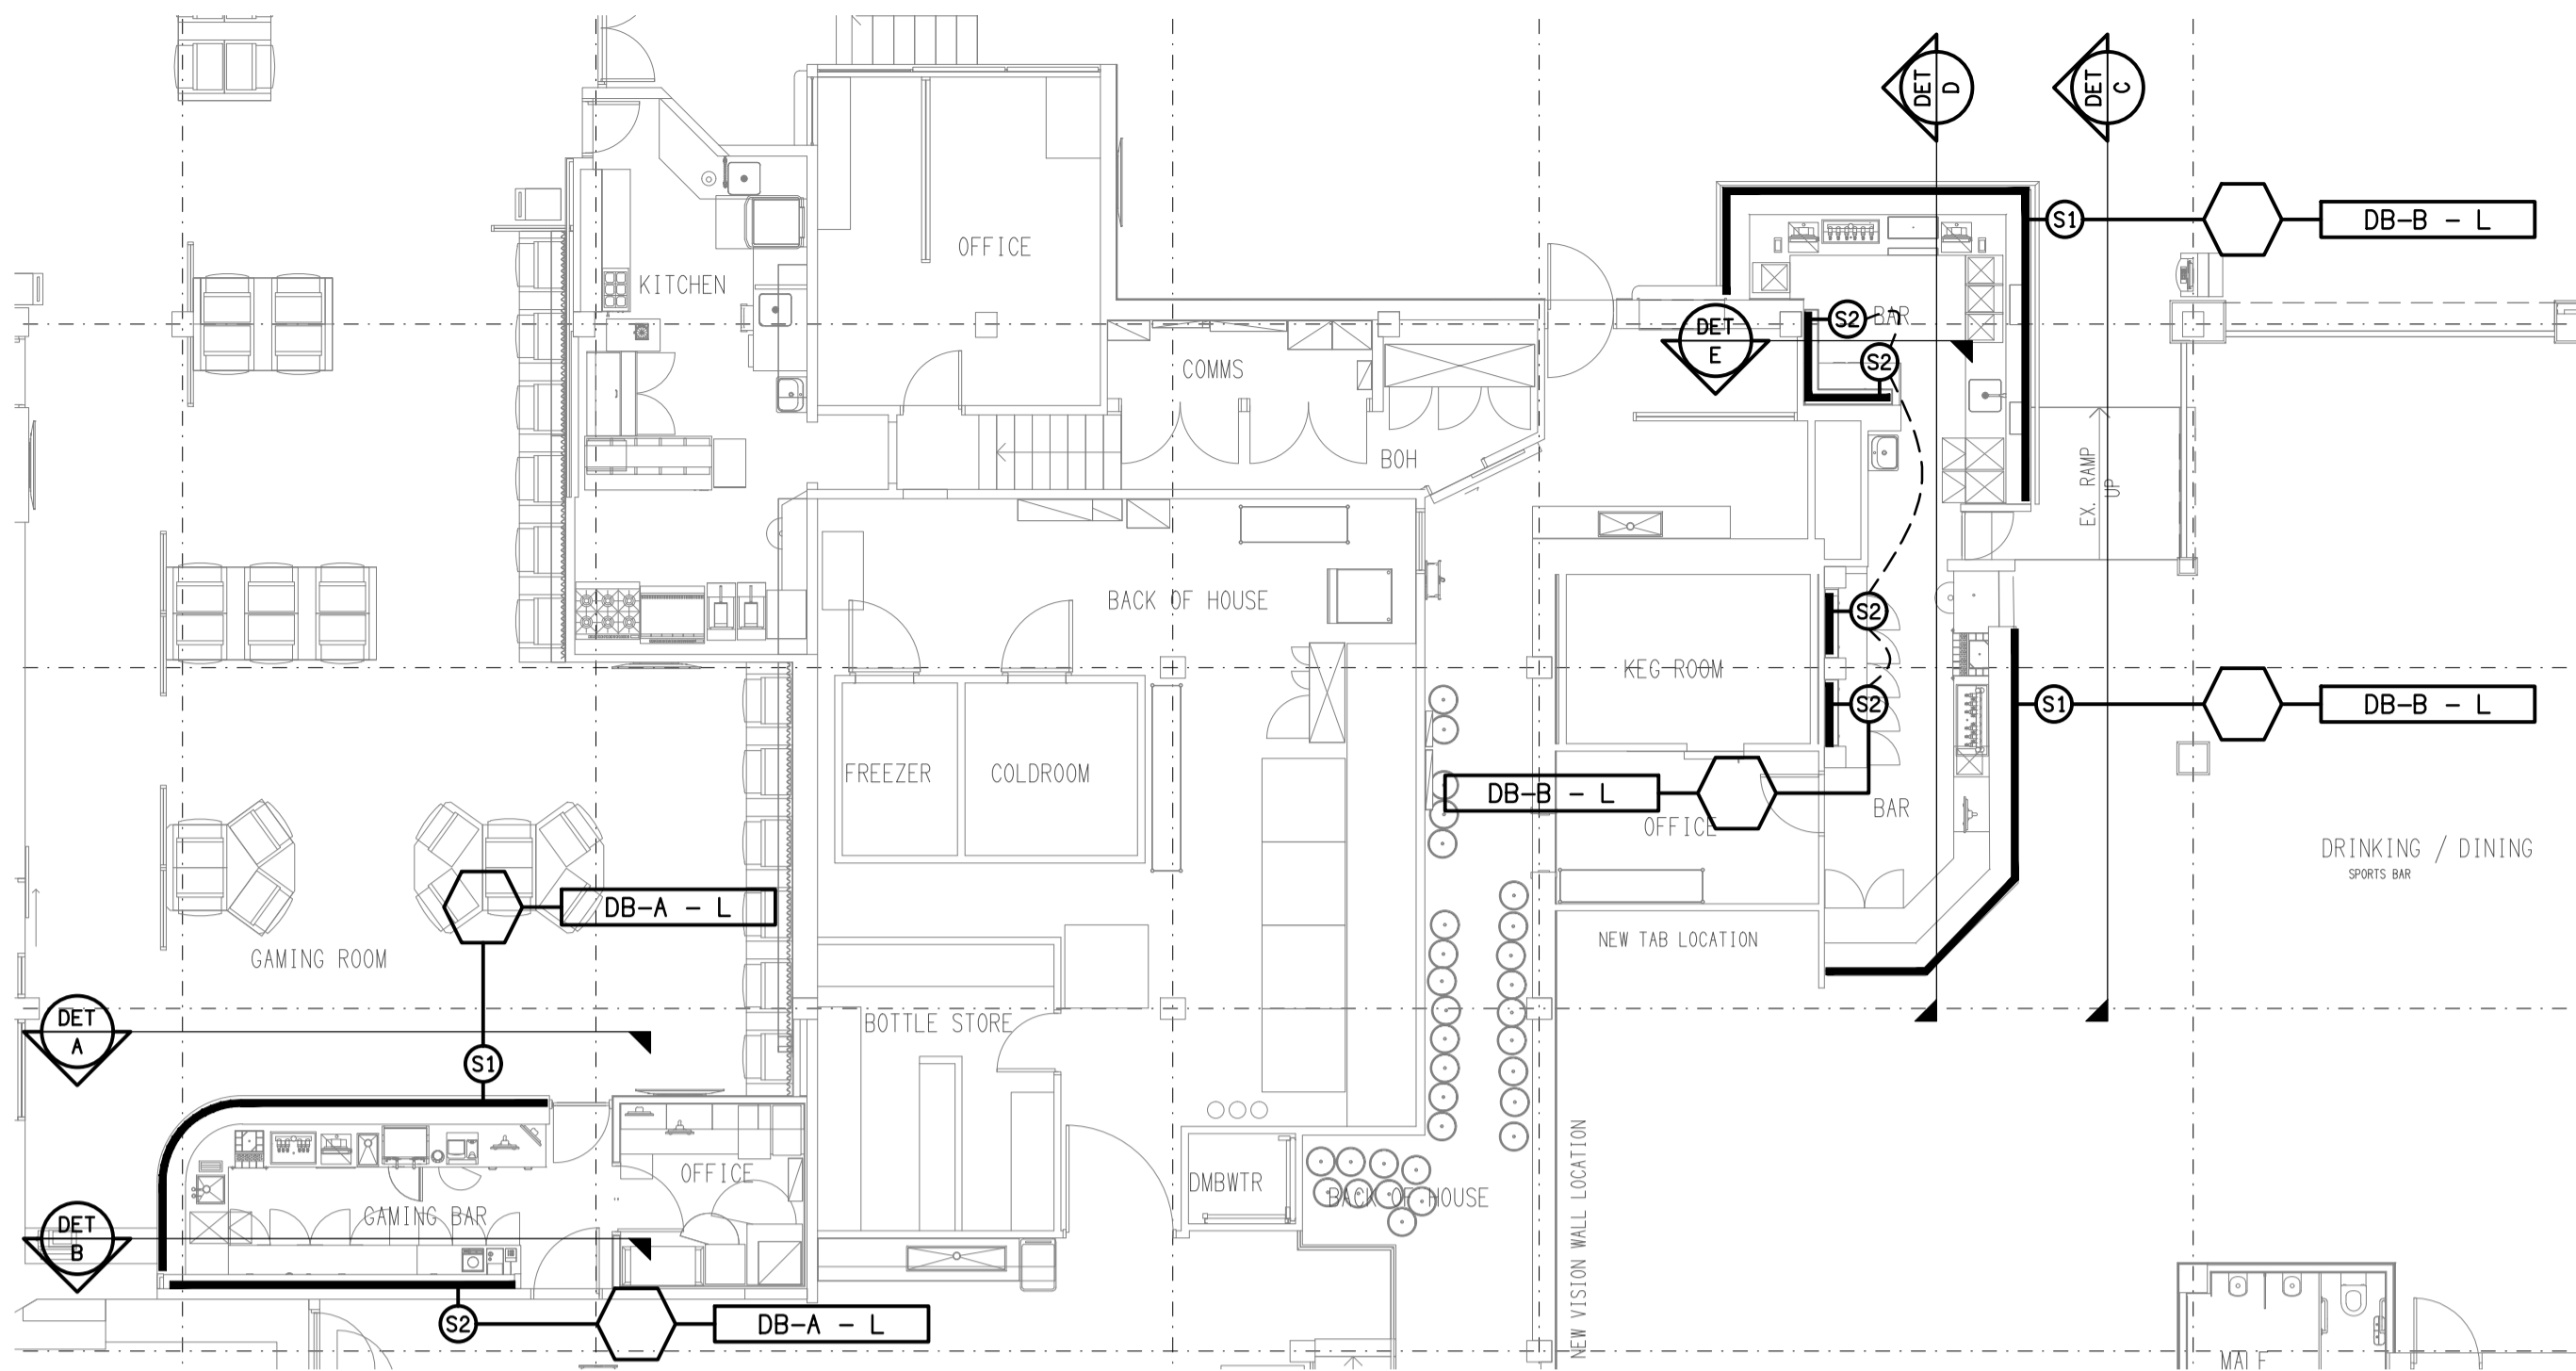 DET
D
DET
C
S1
DB-B - L
OFFICE
KITCHEN
S2
BAR
DET
E
S2
COMMS
BOH
EX. RAMP
UP
BACK OF HOUSE
S2
KEG ROOM
S2
S1
DB-B - L
FREEZER
COLDROOM
DB-B - L
BAR
OFFICE
DRINKING / DINING
SPORTS BAR
DB-A - L
GAMING ROOM
NEW TAB LOCATION
DET
A
BOTTLE STORE
S1
OFFICE
DMBWTR
BACK OF HOUSE
GAMING BAR
DET
B
NEW VISION WALL LOCATION
S2
DB-A - L
MALE